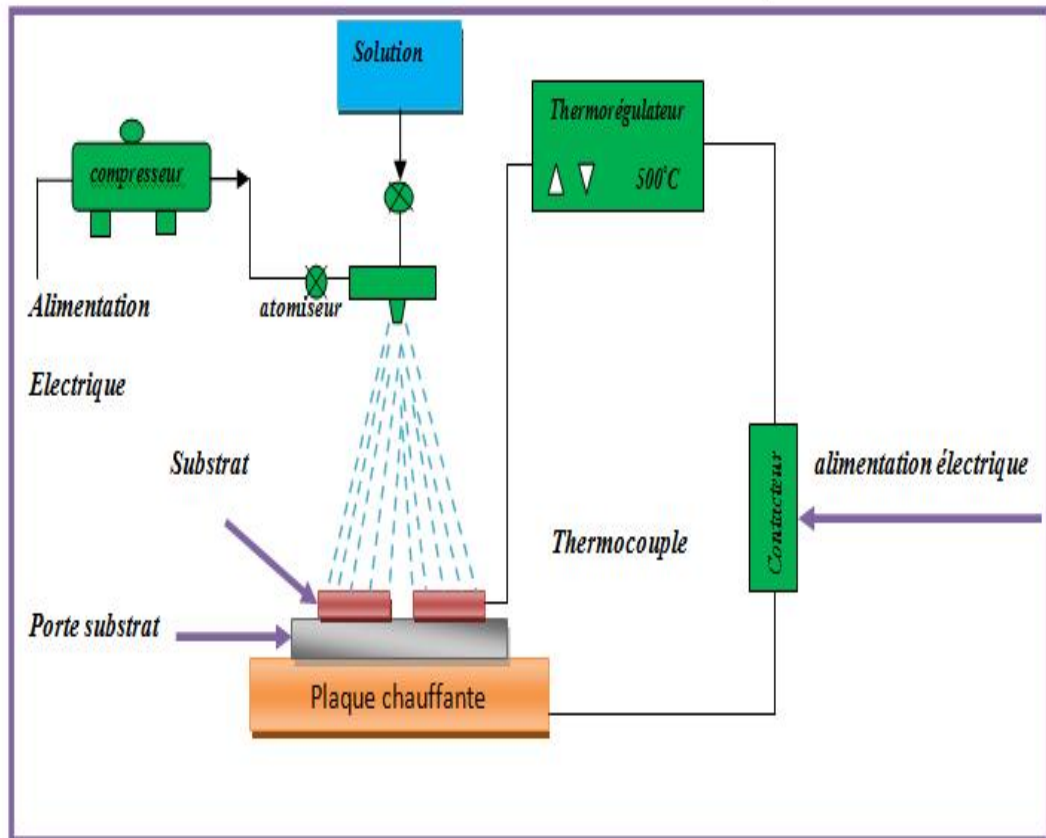 Solution
Thermorégulateur
500°C
compresseur
Alimentation
Electrique
atomiseur
Substrat
alimentation électrique
Contacteur
Thermocouple
Porte substrat
Plaque chauffante